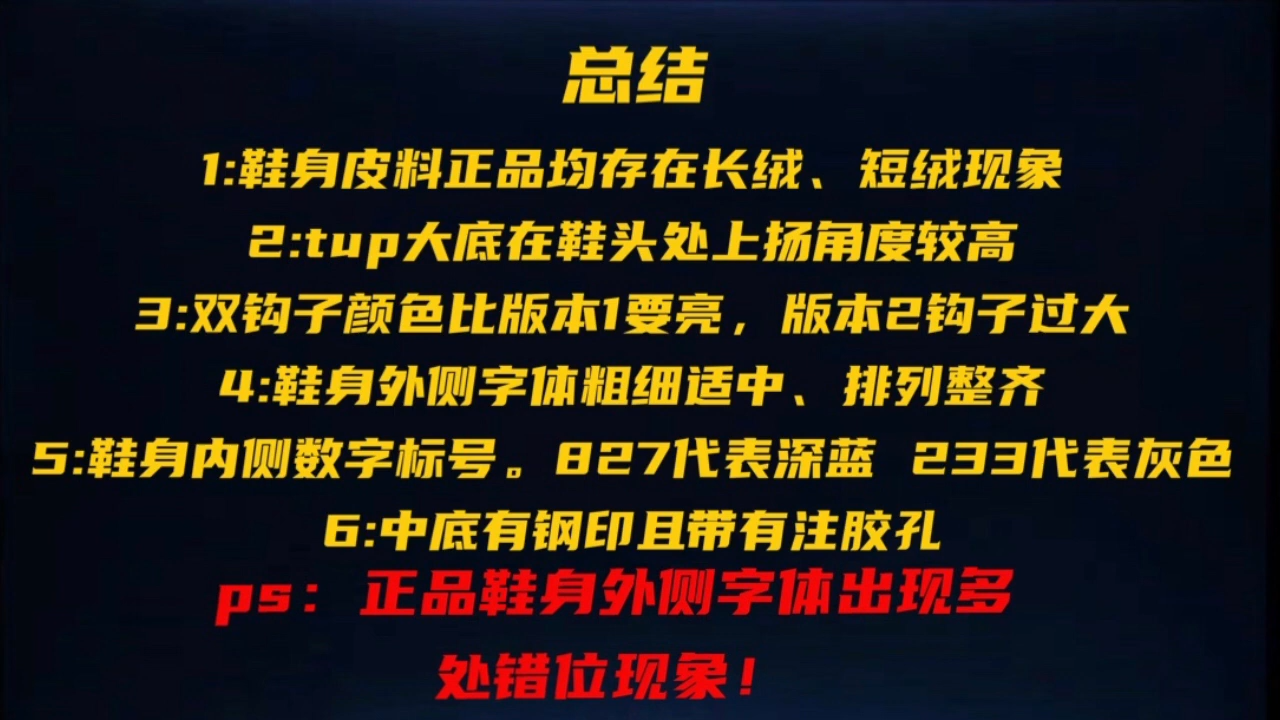 总结
1:鞋身皮料正品均存在长绒、短绒现象
2:tup大底在鞋头处上扬角度较高
3:双钩子颜色比版本1要亮，版本2钩子过大
4:鞋身外侧字体粗细适中、排列整齐
5:鞋身内侧数字标号。827代表深蓝 233代表灰色
6:中底有钢印且带有注胶孔
ps：正品鞋身外侧字体出现多
处错位现象！